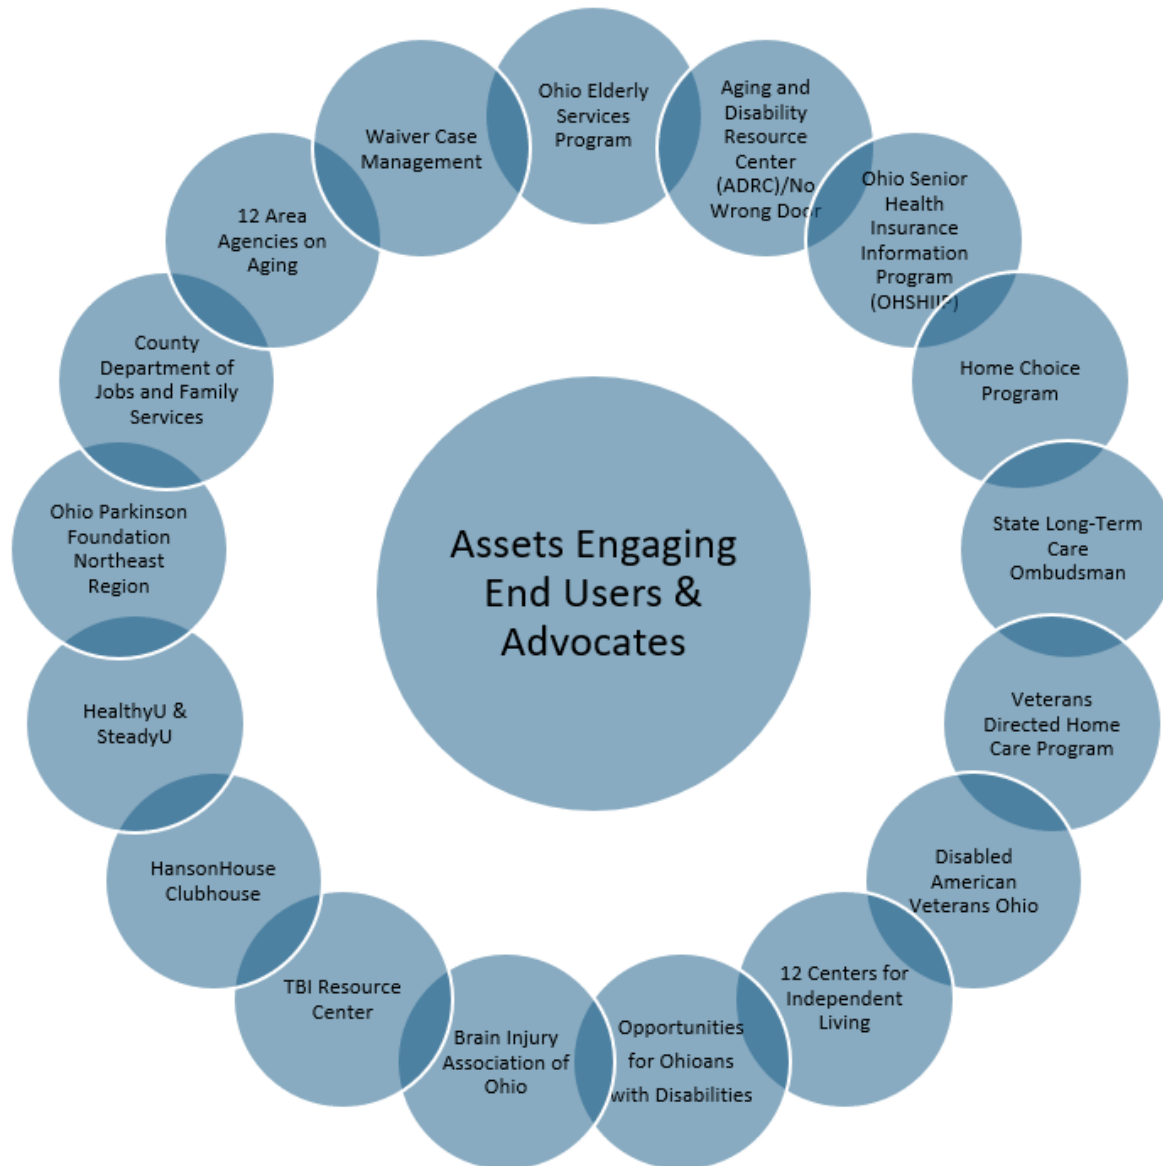 Assets Engaging
End Users &
Advocates
Ohio Elderly
Services
Program
Aging and
Disability
Resource
Center
(ADRC)/No
Wrong Door
Ohio Senior
Health
Insurance
Information
Program
(OHSHIIP)
Home Choice
Program
State Long-Term
Care
Ombudsman
Veterans
Directed Home
Care Program
Disabled
American
Veterans Ohio
12 Centers for
Independent
Living
Opportunities
for Ohioans
with Disabilities
Brain Injury
Association of
Ohio
TBI Resource
Center
HansonHouse
Clubhouse
HealthyU &
SteadyU
Ohio Parkinson
Foundation
Northeast
Region
County
Department of
Jobs and Family
Services
12 Area
Agencies on
Aging
Waiver Case
Management